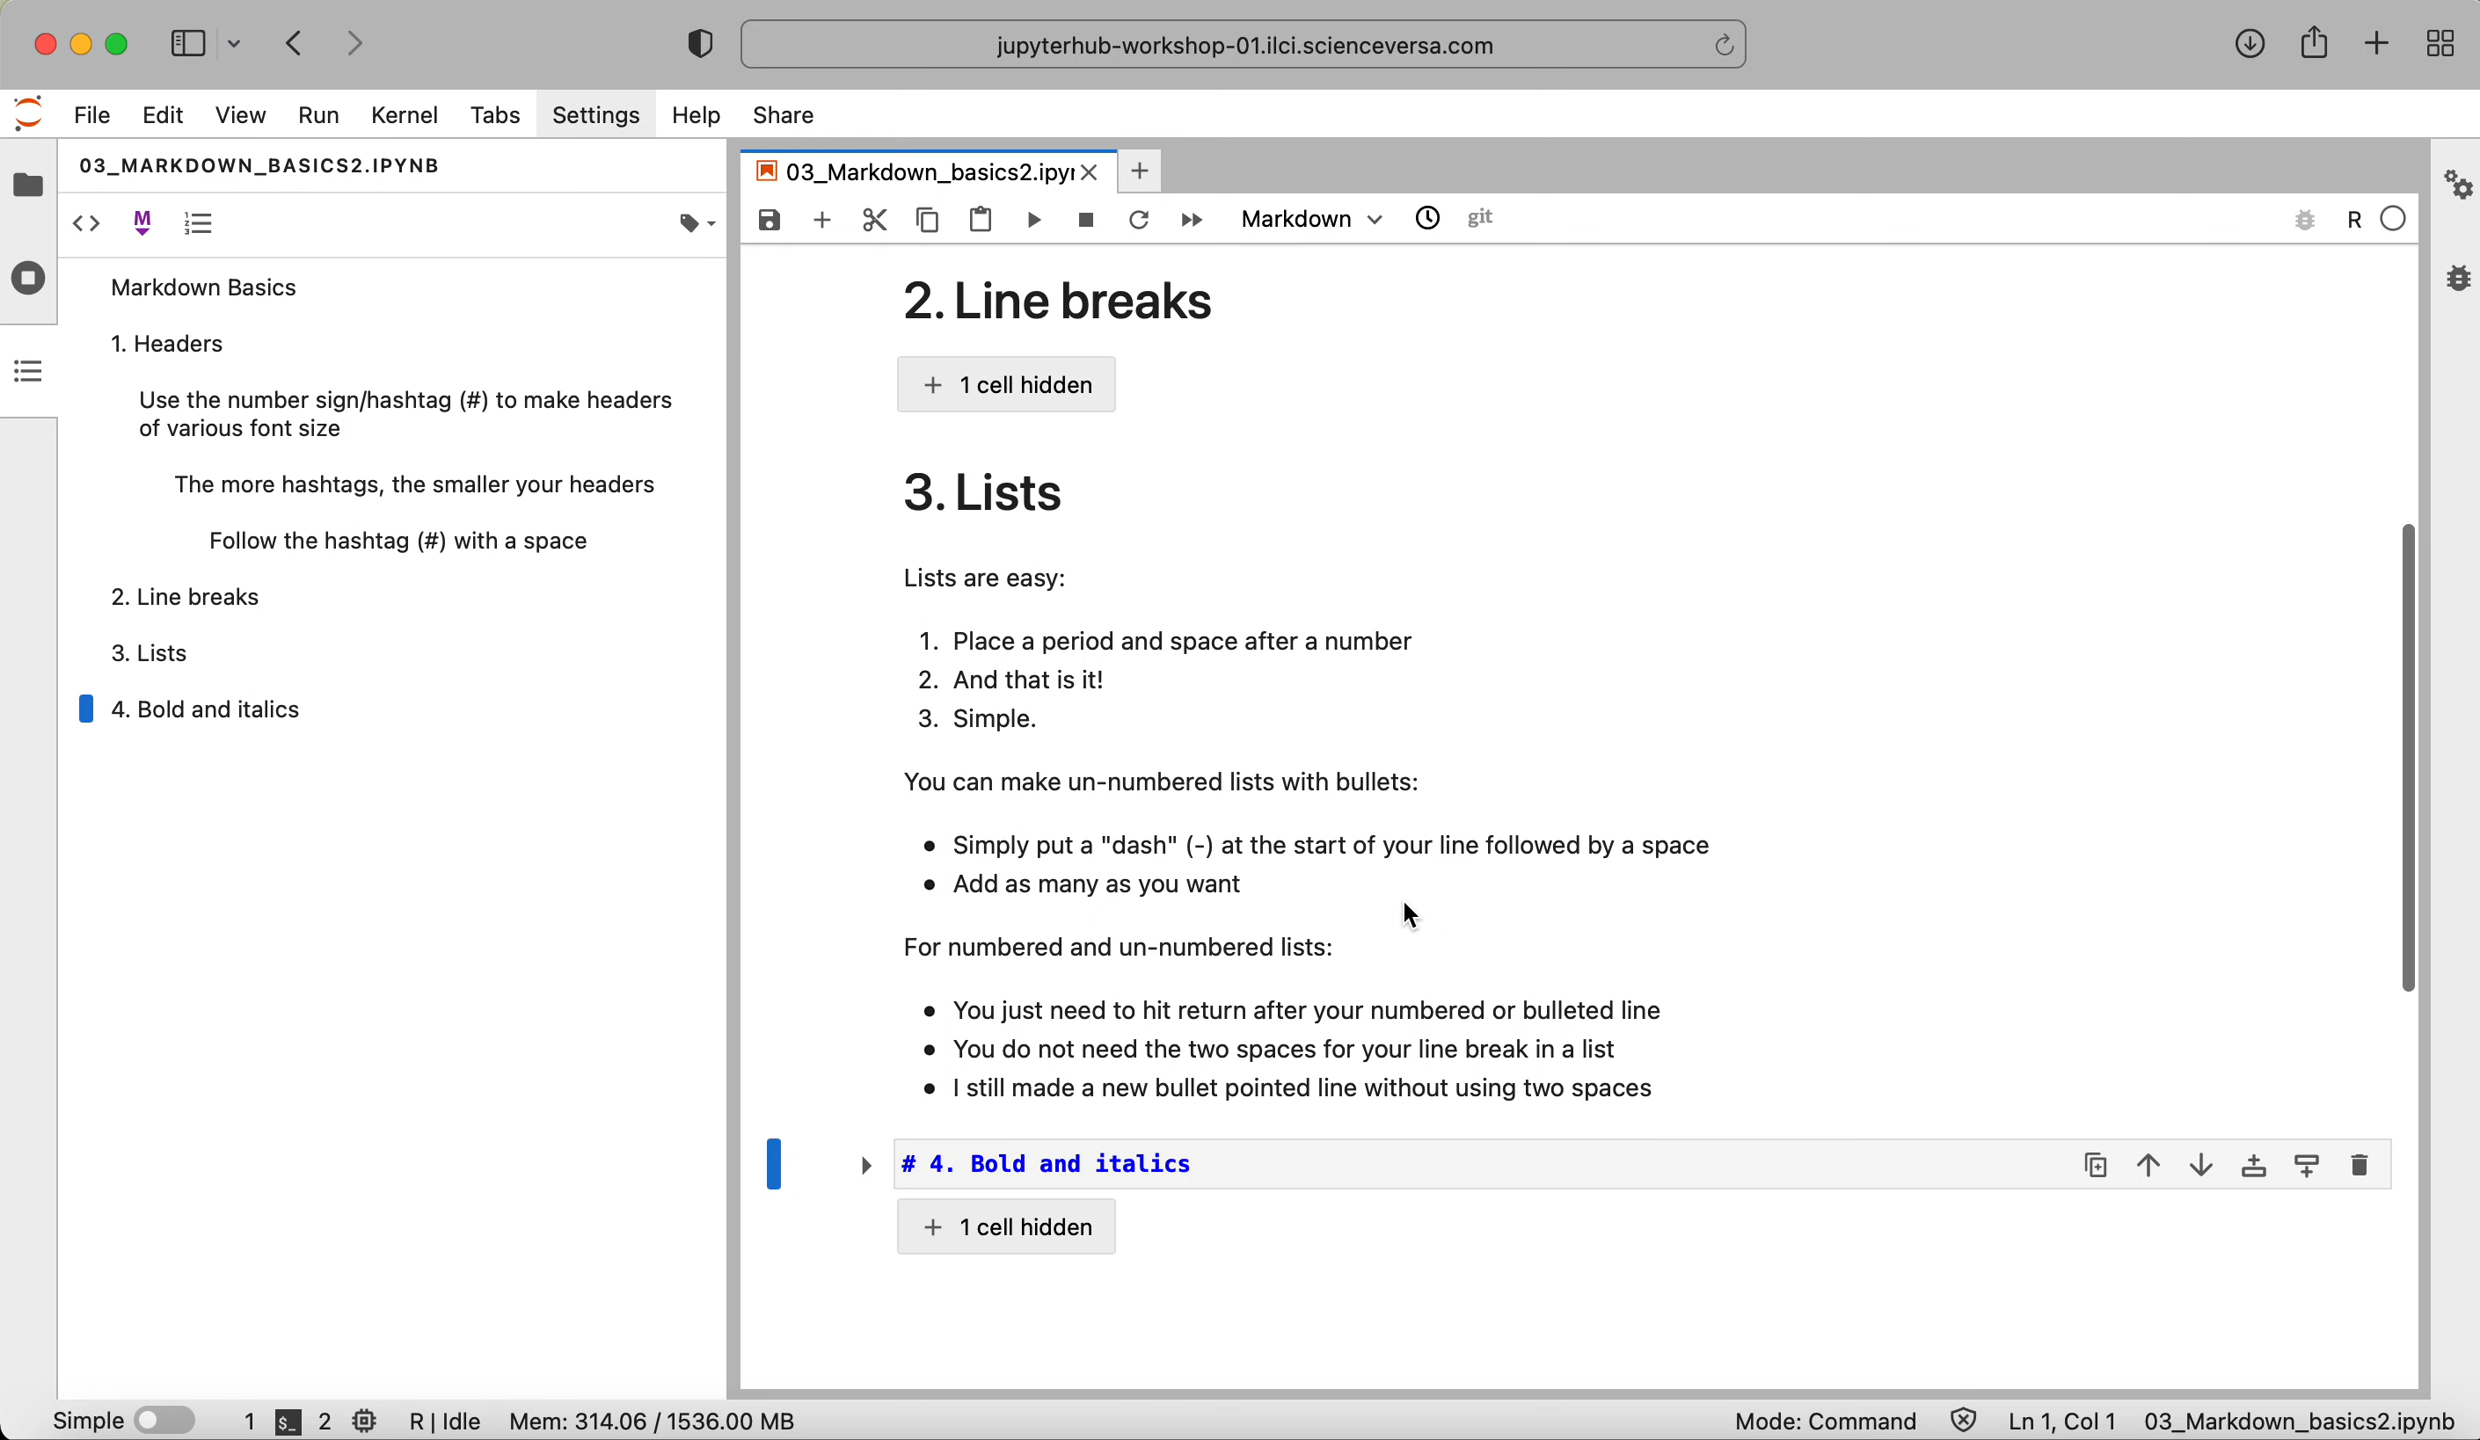 jupyterhub-workshop-01.ilci.scienceversa.com
File Edit View Run Kernel Tabs Settings Help Share
03_MARKDOWN_BASICS2.IPYNB
M
Markdown Basics
1. Headers
Use the number sign/hashtag (#) to make headers
of various font size
The more hashtags, the smaller your headers
Follow the hashtag (#) with a space
2. Line breaks
3. Lists
4. Bold and italics
03_Markdown_basics2.ipyn
Markdown git R
2. Line breaks
+ 1 cell hidden
3. Lists
Lists are easy:
1. Place a period and space after a number
2. And that is it!
3. Simple.
You can make un-numbered lists with bullets:
• Simply put a "dash" (-) at the start of your line followed by a space
• Add as many as you want
For numbered and un-numbered lists:
• You just need to hit return after your numbered or bulleted line
• You do not need the two spaces for your line break in a list
• I still made a new bullet pointed line without using two spaces
# 4. Bold and italics
+ 1 cell hidden
Simple 1 $_ 2 R | Idle Mem: 314.06 / 1536.00 MB Mode: Command Ln 1, Col 1 03_Markdown_basics2.ipynb